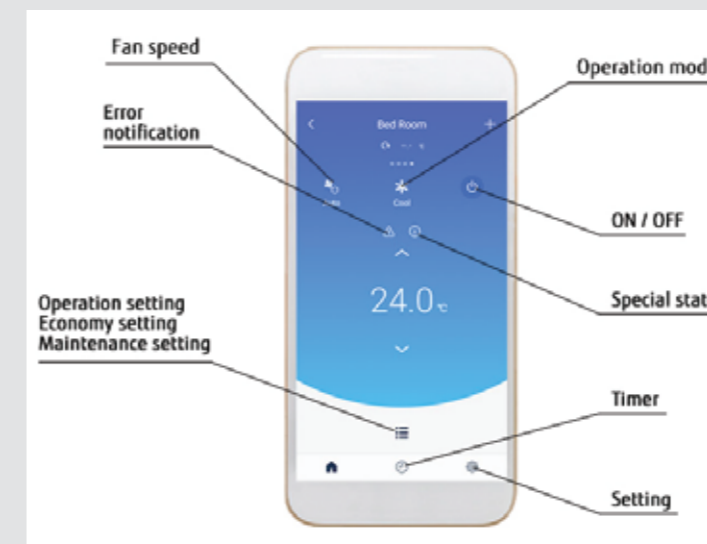 Fan speed
Operation mod
Error
notification
Bed Room
Cool
ON / OFF
24.0 °C
Special stat
Operation setting
Economy setting
Maintenance setting
Timer
Setting